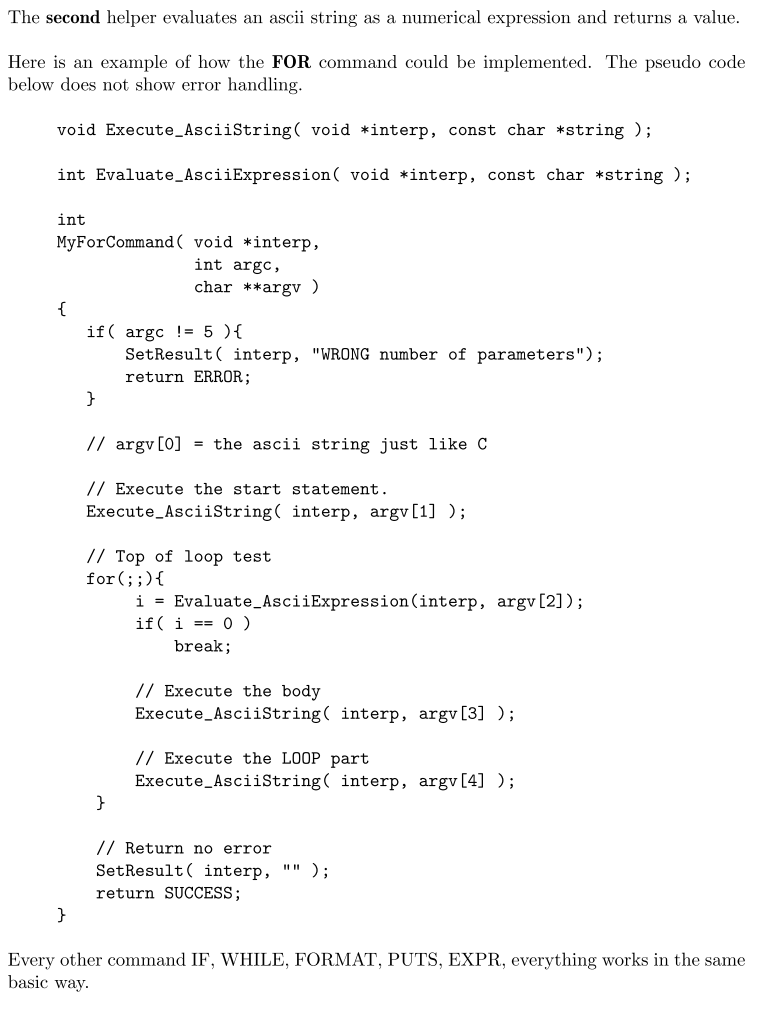 The second helper evaluates an ascii string as a numerical expression and returns a value.
Here is an example of how the FOR command could be implemented. The pseudo code
below does not show error handling.
void Execute_AsciiString( void *interp, const char *string );
int Evaluate_AsciiExpression( void *interp, const char *string );
int
MyForCommand( void *interp,
int argc,
char **argv )
{
if( argc != 5 ){
SetResult( interp, "WRONG number of parameters");
return ERROR;
}
// argv[0] = the ascii string just like C
// Execute the start statement.
Execute_AsciiString( interp, argv[1] );
// Top of loop test
for(;;){
i = Evaluate_AsciiExpression(interp, argv[2]);
if( i == 0 )
break;
// Execute the body
Execute_AsciiString( interp, argv[3] );
// Execute the LOOP part
Execute_AsciiString( interp, argv[4] );
}
// Return no error
SetResult( interp, "" );
return SUCCESS;
}
Every other command IF, WHILE, FORMAT, PUTS, EXPR, everything works in the same
basic way.